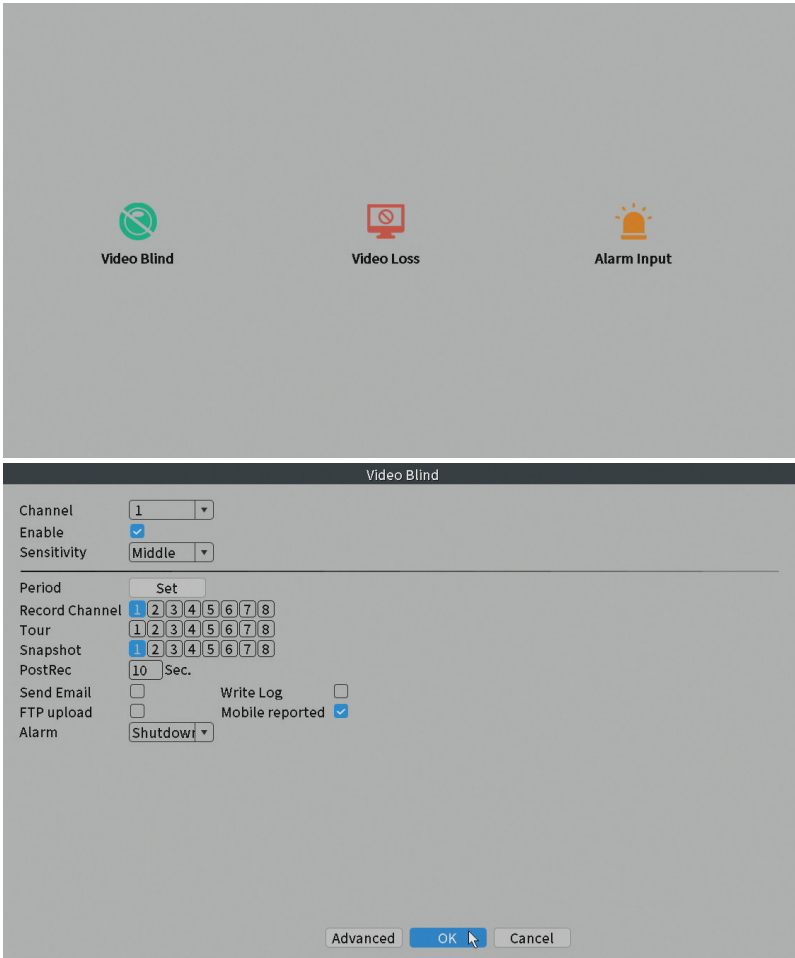 Video Blind
Video Loss
Alarm Input
Video Blind
Channel 1
Enable
Sensitivity Middle
Period Set
Record Channel 1 2 3 4 5 6 7 8
Tour 1 2 3 4 5 6 7 8
Snapshot 1 2 3 4 5 6 7 8
PostRec 10 Sec.
Send Email Write Log
FTP upload Mobile reported
Alarm Shutdown
Advanced OK Cancel